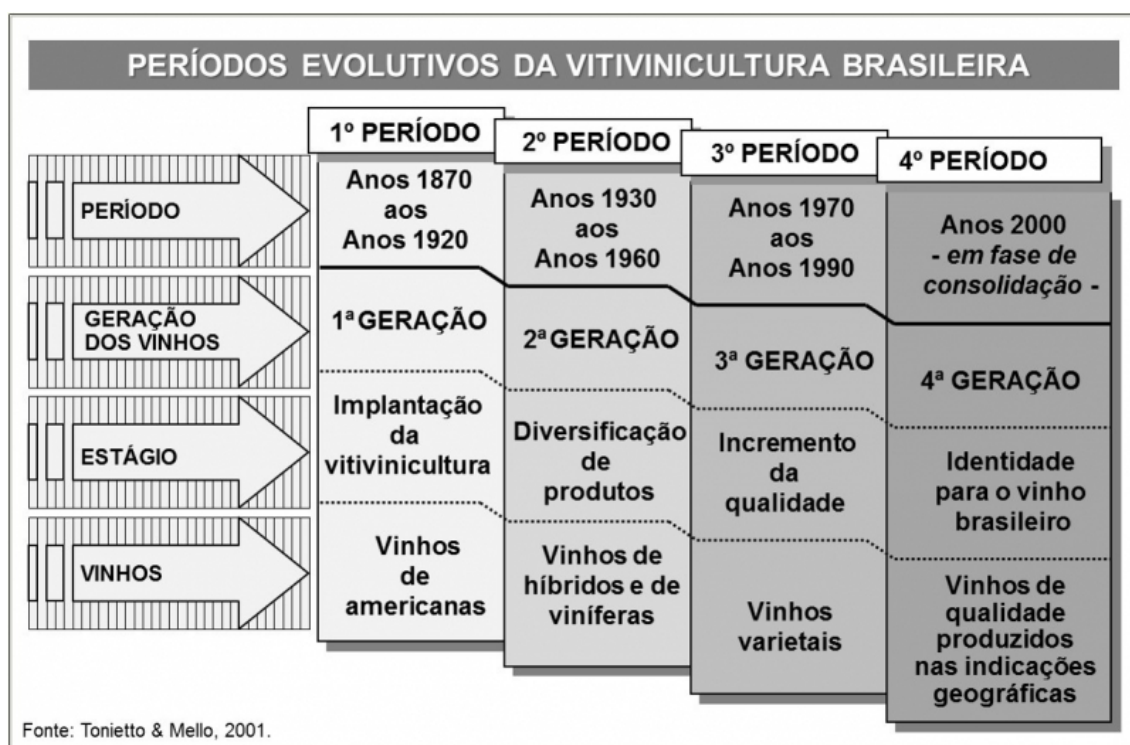 PERÍODOS EVOLUTIVOS DA VITIVINICULTURA BRASILEIRA
1º PERÍODO
2º PERÍODO
3º PERÍODO
4º PERÍODO
PERÍODO
Anos 1870
aos
Anos 1920
Anos 1930
aos
Anos 1960
Anos 1970
aos
Anos 1990
Anos 2000
- em fase de
consolidação -
GERAÇÃO
DOS VINHOS
1ª GERAÇÃO
2ª GERAÇÃO
3ª GERAÇÃO
4ª GERAÇÃO
ESTÁGIO
Implantação
da
vitivinicultura
Diversificação
de
produtos
Incremento
da
qualidade
Identidade
para o vinho
brasileiro
VINHOS
Vinhos
de
americanas
Vinhos de
híbridos e de
viníferas
Vinhos
varietais
Vinhos de
qualidade
produzidos
nas indicações
geográficas
Fonte: Tonietto & Mello, 2001.